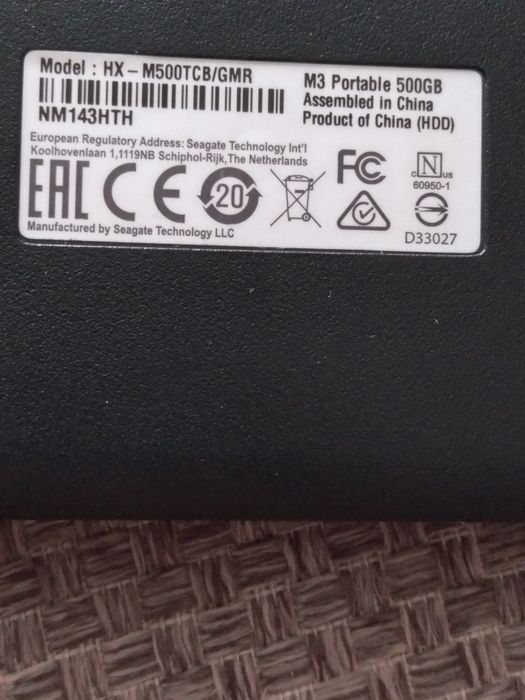 Model : HX - M500TCB/GMR
NM143HTH
M3 Portable 500GB
Assembled in China
Product of China (HDD)
European Regulatory Address: Seagate Technology Int'l
Koolhovenlaan 1,1119NB Schiphol-Rijk,The Netherlands
EAC CE 20 FC c N us
60950-1
D33027
Manufactured by Seagate Technology LLC